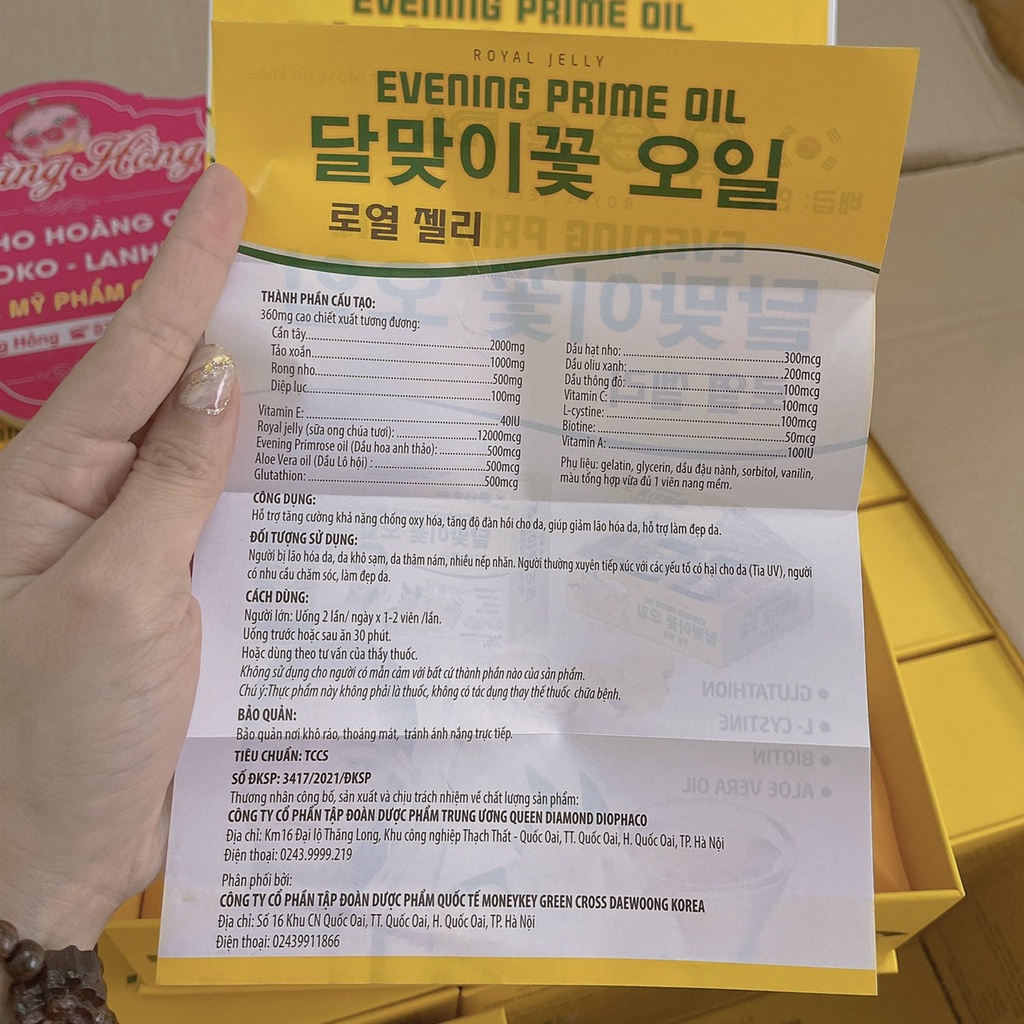 EVENING PRIME OIL
ROYAL JELLY
EVENING PRIME OIL
달맞이꽃 오일
로열 젤리
Hồng
HO HOÀNG
OKO - LANH
MỸ PHẨM
Hồng ☎
THÀNH PHẦN CẤU TẠO:
360mg cao chiết xuất tương đương:
Cần tây...2000mg
Tảo xoắn...1000mg
Rong nho...500mg
Diệp lục...100mg
Vitamin E:...40IU
Royal jelly (sữa ong chúa tươi):...12000mcg
Evening Primrose oil (Dầu hoa anh thảo):...500mcg
Aloe Vera oil (Dầu Lô hội) :...500mcg
Glutathion:...500mcg
Dầu hạt nho:...300mcg
Dầu oliu xanh:...200mcg
Dầu thông đỏ:...100mcg
Vitamin C:...100mcg
L-cystine:...100mcg
Biotine:...50mcg
Vitamin A:...100IU
Phụ liệu: gelatin, glycerin, dầu đậu nành, sorbitol, vanilin,
màu tổng hợp vừa đủ 1 viên nang mềm.
CÔNG DỤNG:
Hỗ trợ tăng cường khả năng chống oxy hóa, tăng độ đàn hồi cho da, giúp giảm lão hóa da, hỗ trợ làm đẹp da.
ĐỐI TƯỢNG SỬ DỤNG:
Người bị lão hóa da, da khô sạm, da thâm nám, nhiều nếp nhăn. Người thường xuyên tiếp xúc với các yếu tố có hại cho da (Tia UV), người
có nhu cầu chăm sóc, làm đẹp da.
CÁCH DÙNG:
Người lớn: Uống 2 lần/ ngày x 1-2 viên /lần.
Uống trước hoặc sau ăn 30 phút.
Hoặc dùng theo tư vấn của thầy thuốc.
Không sử dụng cho người có mẫn cảm với bất cứ thành phần nào của sản phẩm.
Chú ý:Thực phẩm này không phải là thuốc, không có tác dụng thay thế thuốc chữa bệnh.
BẢO QUẢN:
Bảo quản nơi khô ráo, thoáng mát, tránh ánh nắng trực tiếp.
TIÊU CHUẨN: TCCS
SỐ ĐKSP: 3417/2021/ĐKSP
Thương nhân công bố, sản xuất và chịu trách nhiệm về chất lượng sản phẩm:
CÔNG TY CỔ PHẦN TẬP ĐOÀN DƯỢC PHẨM TRUNG ƯƠNG QUEEN DIAMOND DIOPHACO
Địa chỉ: Km16 Đại lộ Thăng Long, Khu công nghiệp Thạch Thất - Quốc Oai, TT. Quốc Oai, H. Quốc Oai, TP. Hà Nội
Điện thoại: 0243.9999.219
Phân phối bởi:
CÔNG TY CỔ PHẦN TẬP ĐOÀN DƯỢC PHẨM QUỐC TẾ MONEYKEY GREEN CROSS DAEWOONG KOREA
Địa chỉ: Số 16 Khu CN Quốc Oai, TT. Quốc Oai, H. Quốc Oai, TP. Hà Nội
Điện thoại: 02439911866
GLUTATHION
L- CYSTINE
BIOTIN
ALOE VERA OIL